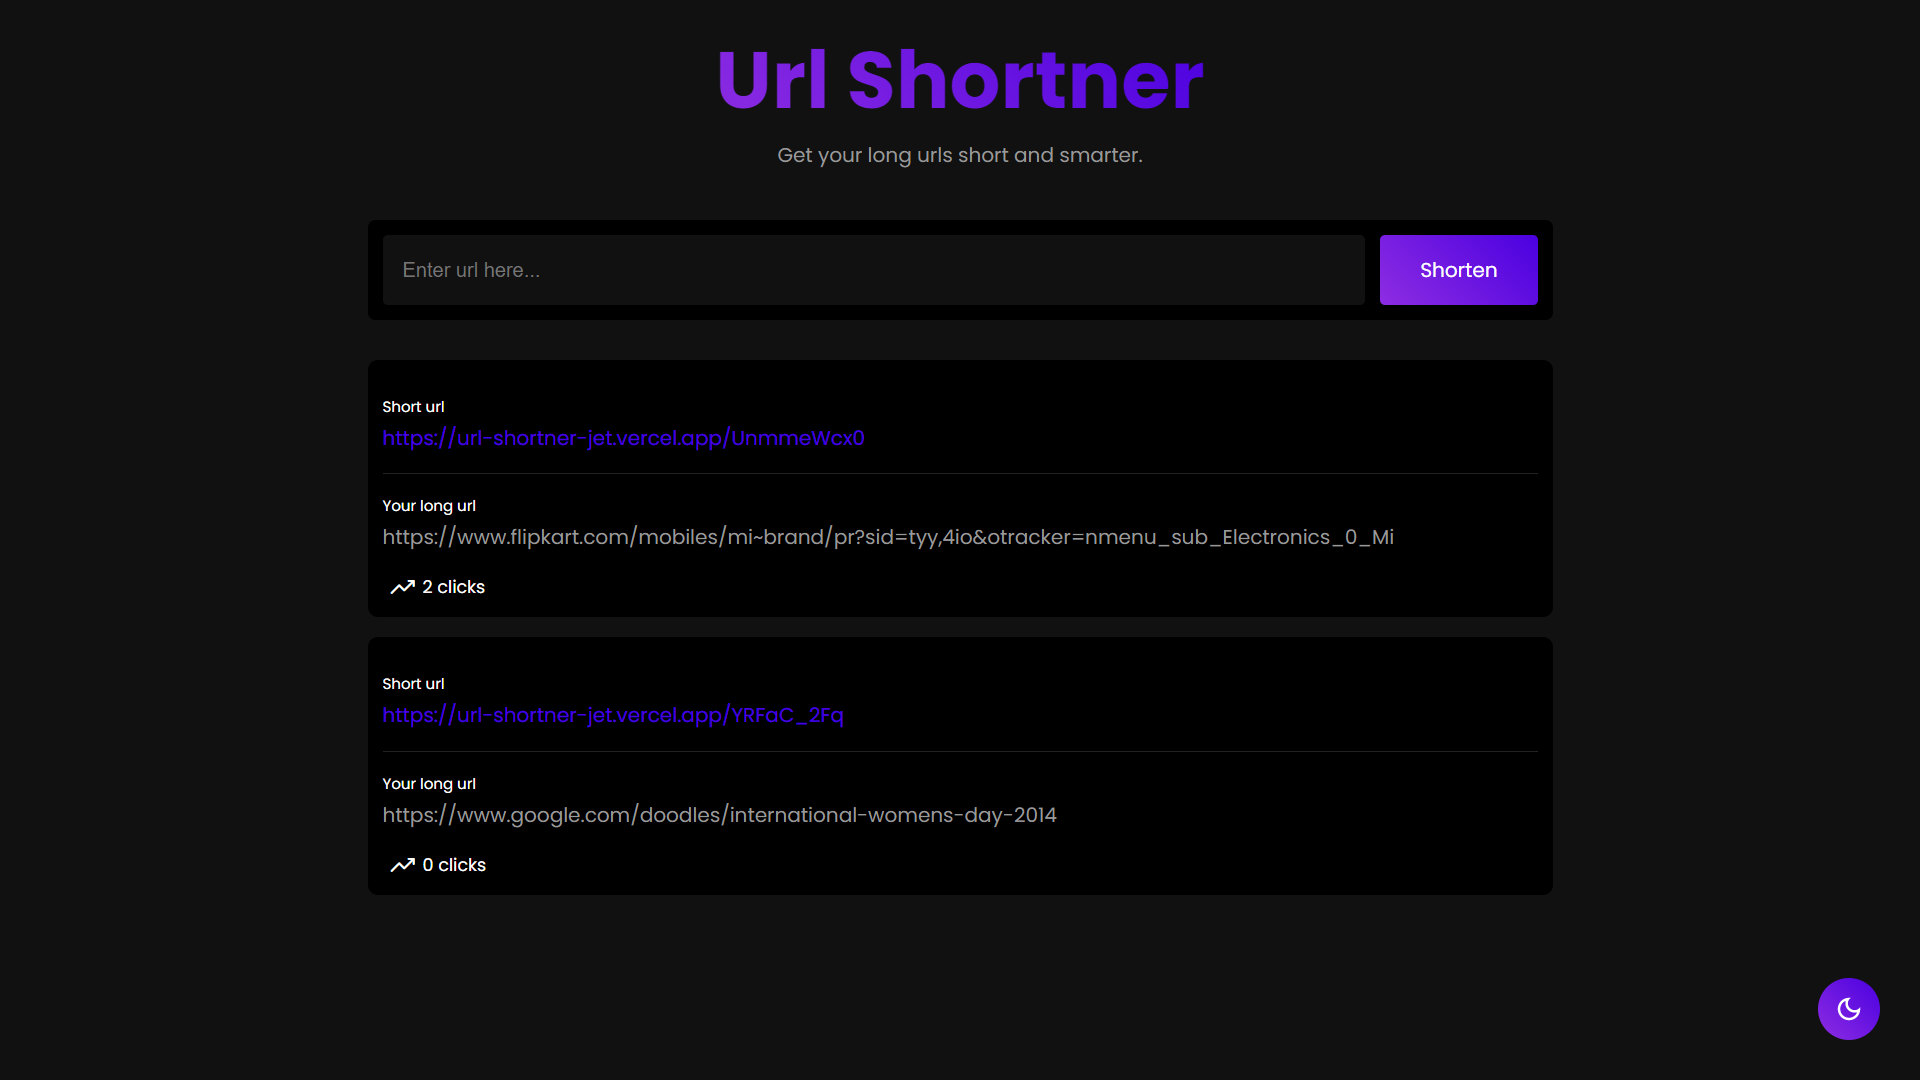 Url Shortner
Get your long urls short and smarter.
Enter url here...
Shorten
Short url
https://url-shortner-jet.vercel.app/UnmmeWcx0
Your long url
https://www.flipkart.com/mobiles/mi~brand/pr?sid=tyy,4io&otracker=nmenu_sub_Electronics_0_Mi
2 clicks
Short url
https://url-shortner-jet.vercel.app/YRFaC_2Fq
Your long url
https://www.google.com/doodles/international-womens-day-2014
0 clicks